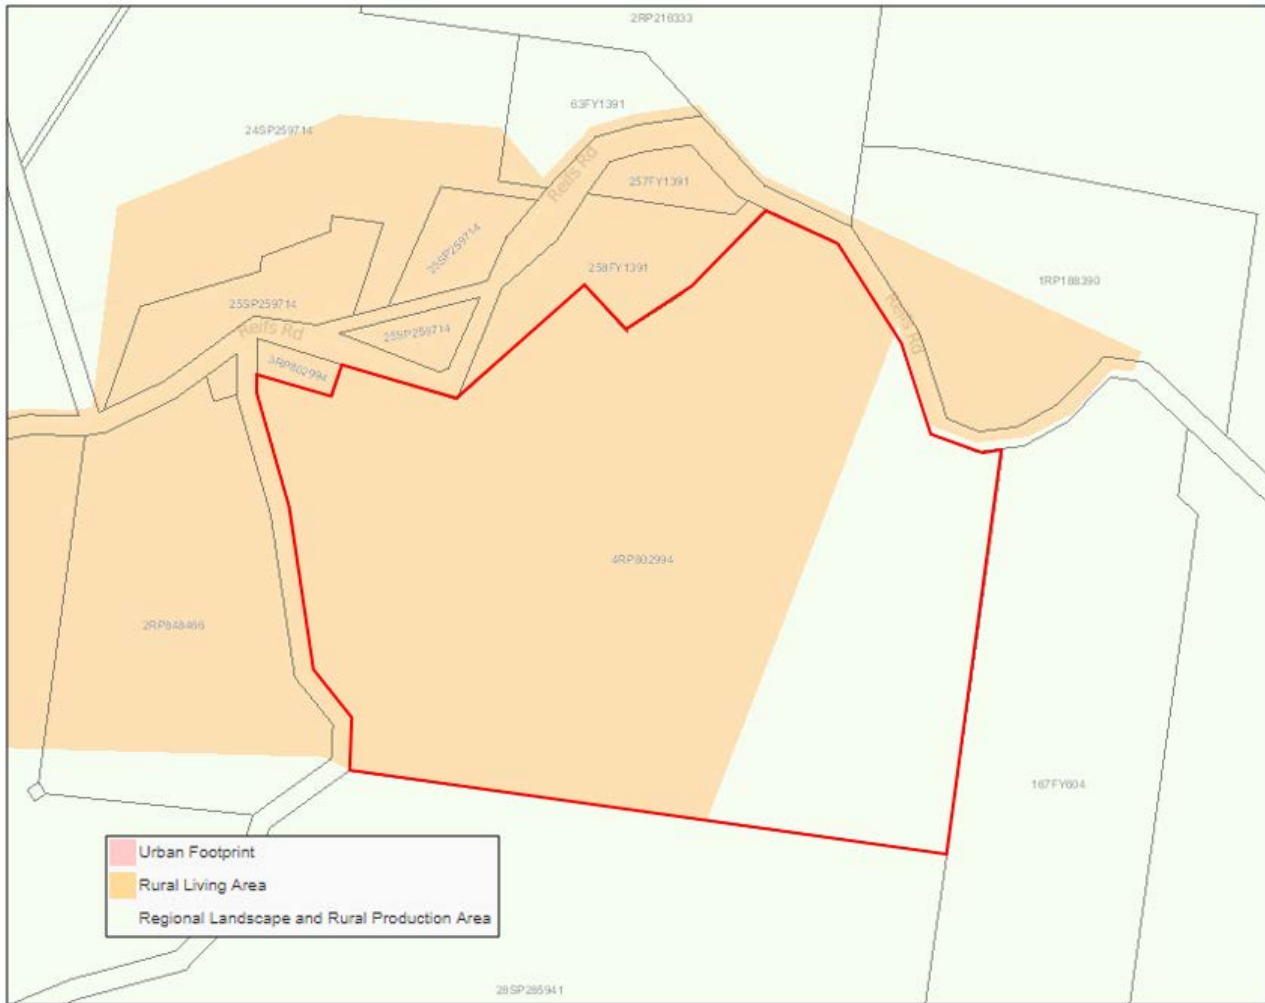 2RP216333
63FY1391
24SP259714
Reifs Rd
257FY1391
25SP259714
258FY1391
1RP188390
25SP259714
Reifs Rd
25SP259714
Reifs Rd
3RP802994
4RP802994
2RP848466
167FY604
Urban Footprint
Rural Living Area
Regional Landscape and Rural Production Area
28SP285941